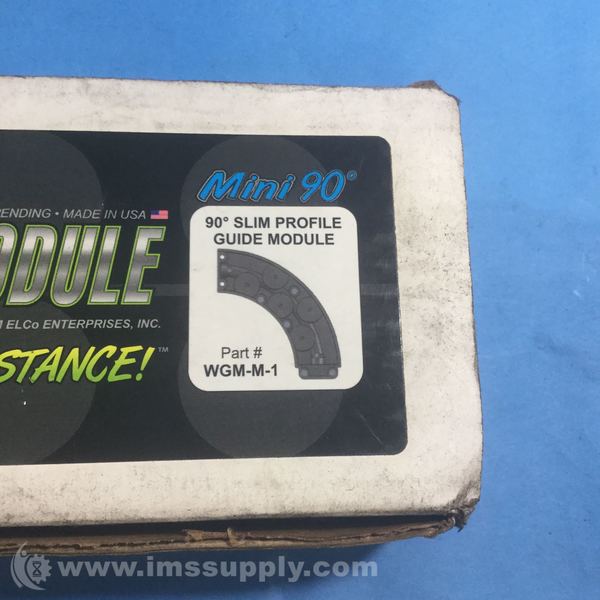 Mini 90°
ENDING • MADE IN USA
90° SLIM PROFILE
GUIDE MODULE
ODULE
M ELCo ENTERPRISES, INC.
STANCE!™
Part #
WGM-M-1
www.imssupply.com